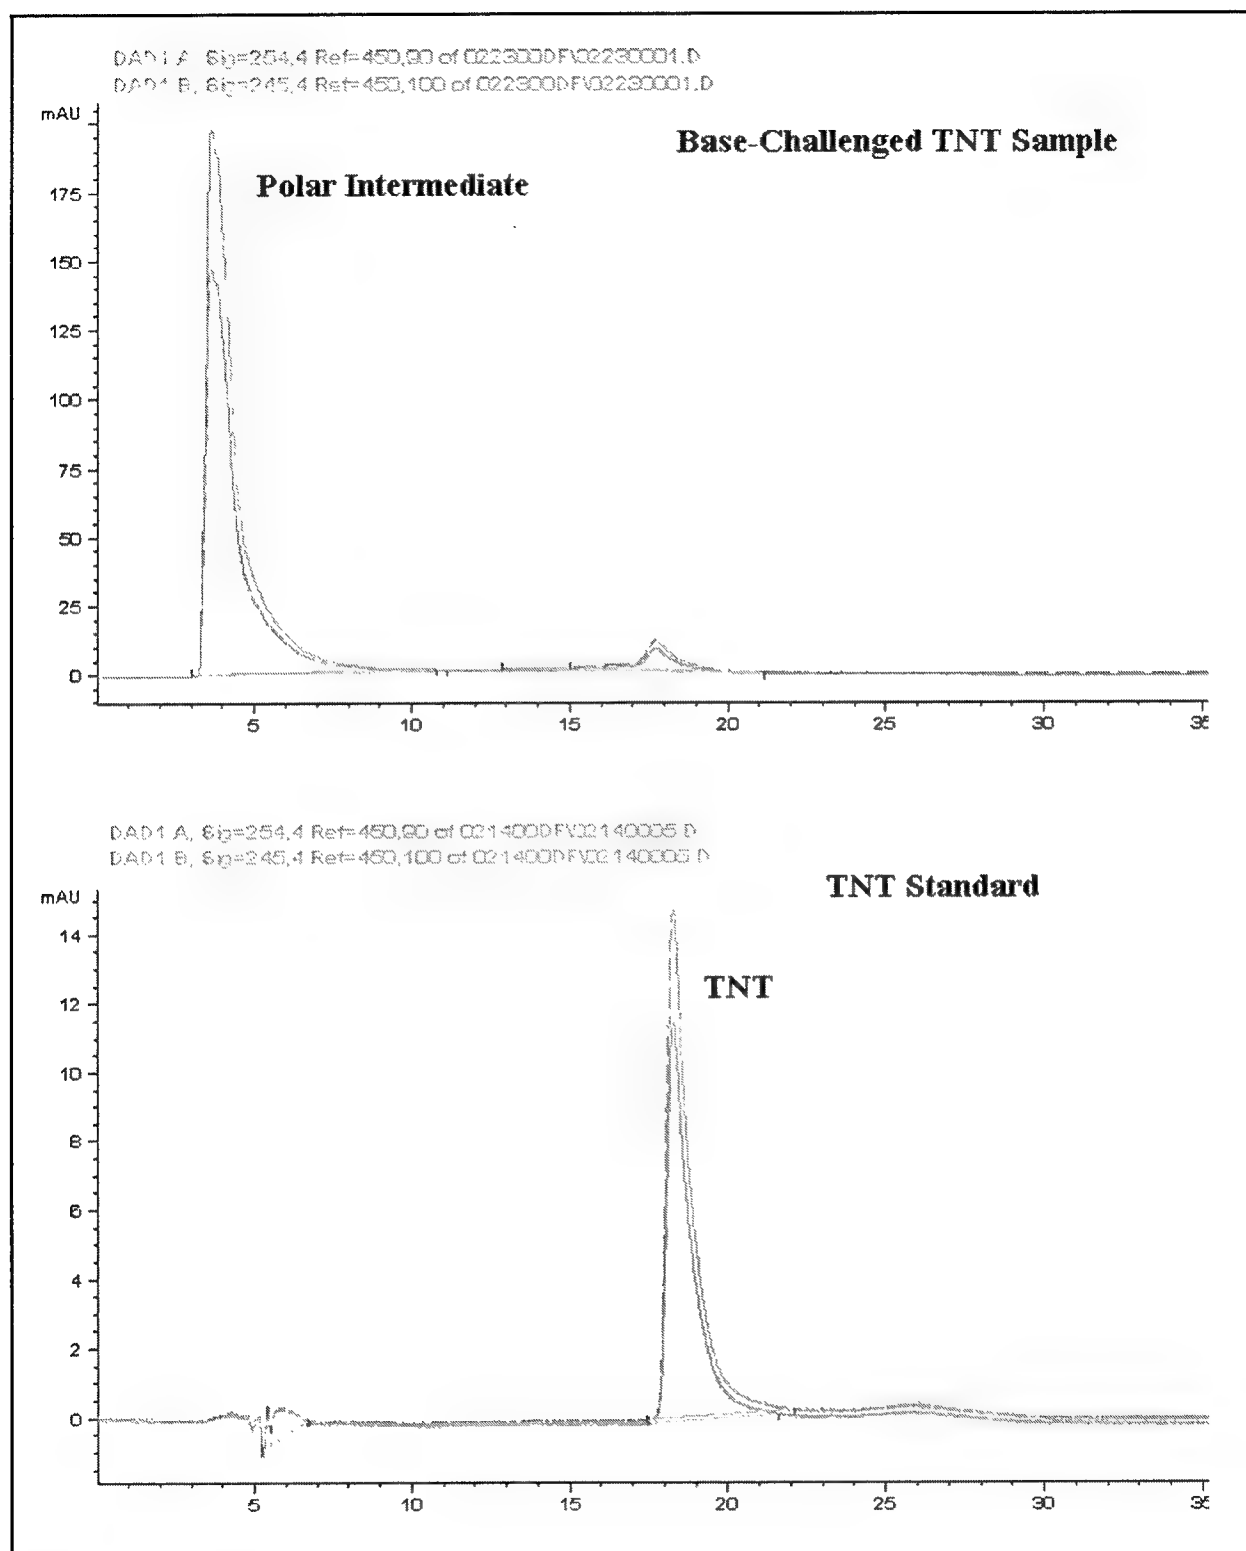 DAD1 A, Sig=254,4 Ref=450,90 of 022300DF\02230001.D
DAD1 B, Sig=245,4 Ref=450,100 of 022300DF\02230001.D
mAU
Base-Challenged TNT Sample
Polar Intermediate
175
150
125
100
75
50
25
0
5 10 15 20 25 30 35
DAD1 A, Sig=254,4 Ref=450,90 of 021400DF\02140005.D
DAD1 B, Sig=245,4 Ref=450,100 of 021400DF\02140005.D
TNT Standard
mAU
TNT
14
12
10
8
6
4
2
0
5 10 15 20 25 30 35